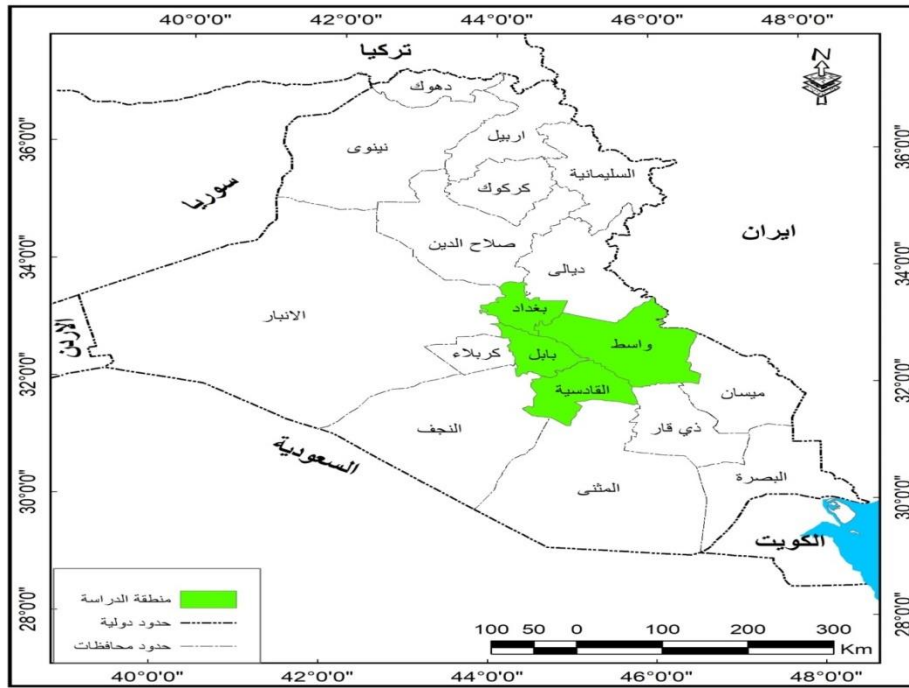 40°0'0" 42°0'0" 44°0'0" 46°0'0" 48°0'0"
N
تركيا
دهوك
36°0'0" 36°0'0"
اربيل
نينوى
السليمانية
كركوك
سوريا
ايران
صلاح الدين
ديالى
34°0'0" 34°0'0"
بغداد
الانبار
واسط
الاردن
كربلاء
بابل
32°0'0" 32°0'0"
القادسية
ميسان
النجف
ذي قار
السعودية
البصرة
المثنى
30°0'0" 30°0'0"
الكويت
منطقة الدراسة
حدود دولية
حدود محافظات
28°0'0" 28°0'0"
100 50 0 100 200 300
Km
40°0'0" 42°0'0" 44°0'0" 46°0'0" 48°0'0"